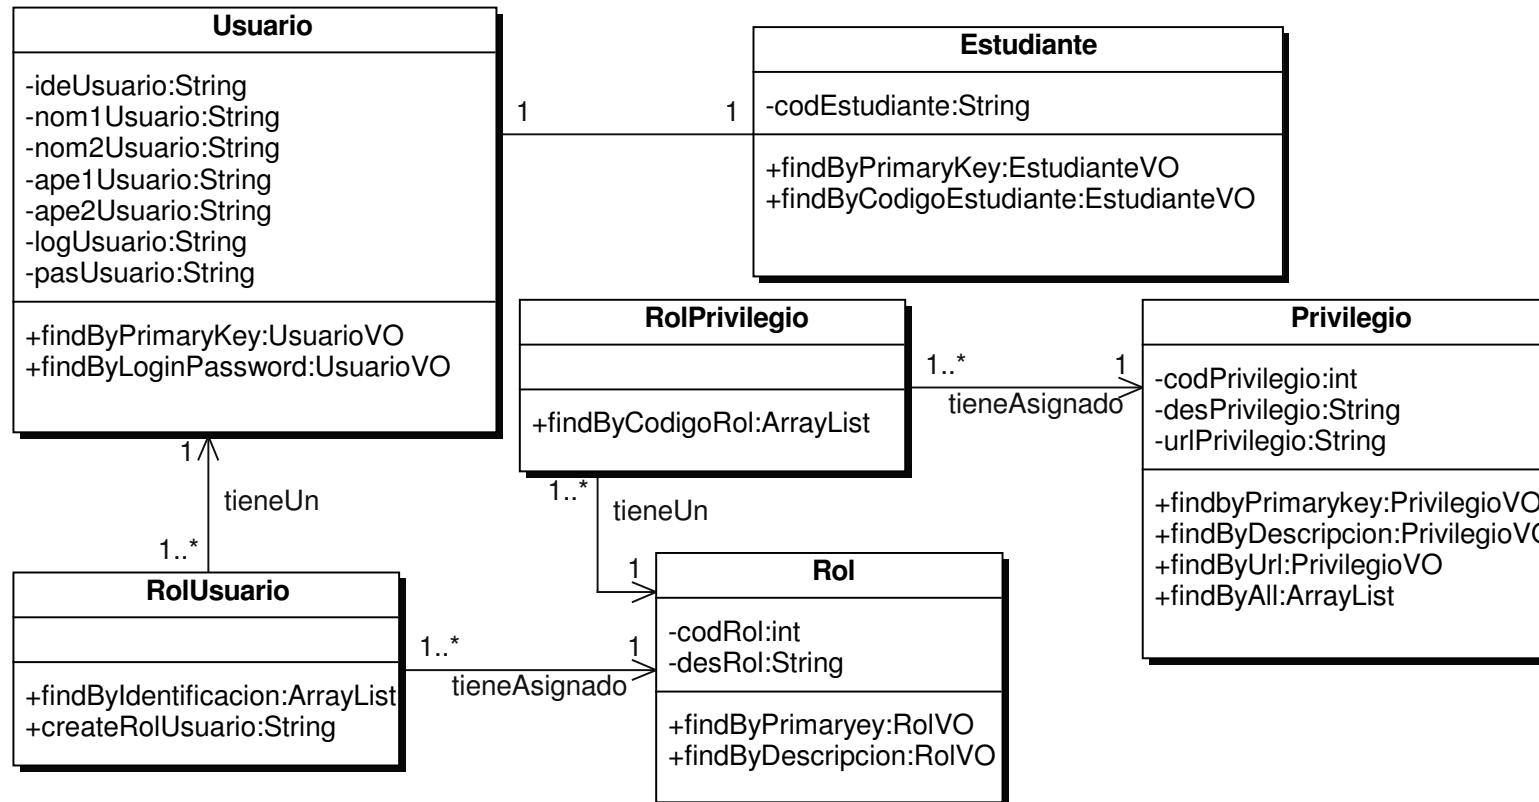 Usuario
-ideUsuario:String
-nom1Usuario:String
-nom2Usuario:String
-ape1Usuario:String
-ape2Usuario:String
-logUsuario:String
-pasUsuario:String
+findByPrimaryKey:UsuarioVO
+findByLoginPassword:UsuarioVO
1
1
Estudiante
-codEstudiante:String
+findByPrimaryKey:EstudianteVO
+findByCodigoEstudiante:EstudianteVO
RolPrivilegio
+findByCodigoRol:ArrayList
1..*
1
tieneAsignado
Privilegio
-codPrivilegio:int
-desPrivilegio:String
-urlPrivilegio:String
+findbyPrimarykey:PrivilegioVO
+findByDescripcion:PrivilegioVO
+findByUrl:PrivilegioVO
+findByAll:ArrayList
1
tieneUn
1..*
1..*
tieneUn
1
RolUsuario
+findByIdentificacion:ArrayList
+createRolUsuario:String
1..*
1
tieneAsignado
Rol
-codRol:int
-desRol:String
+findByPrimaryey:RolVO
+findByDescripcion:RolVO